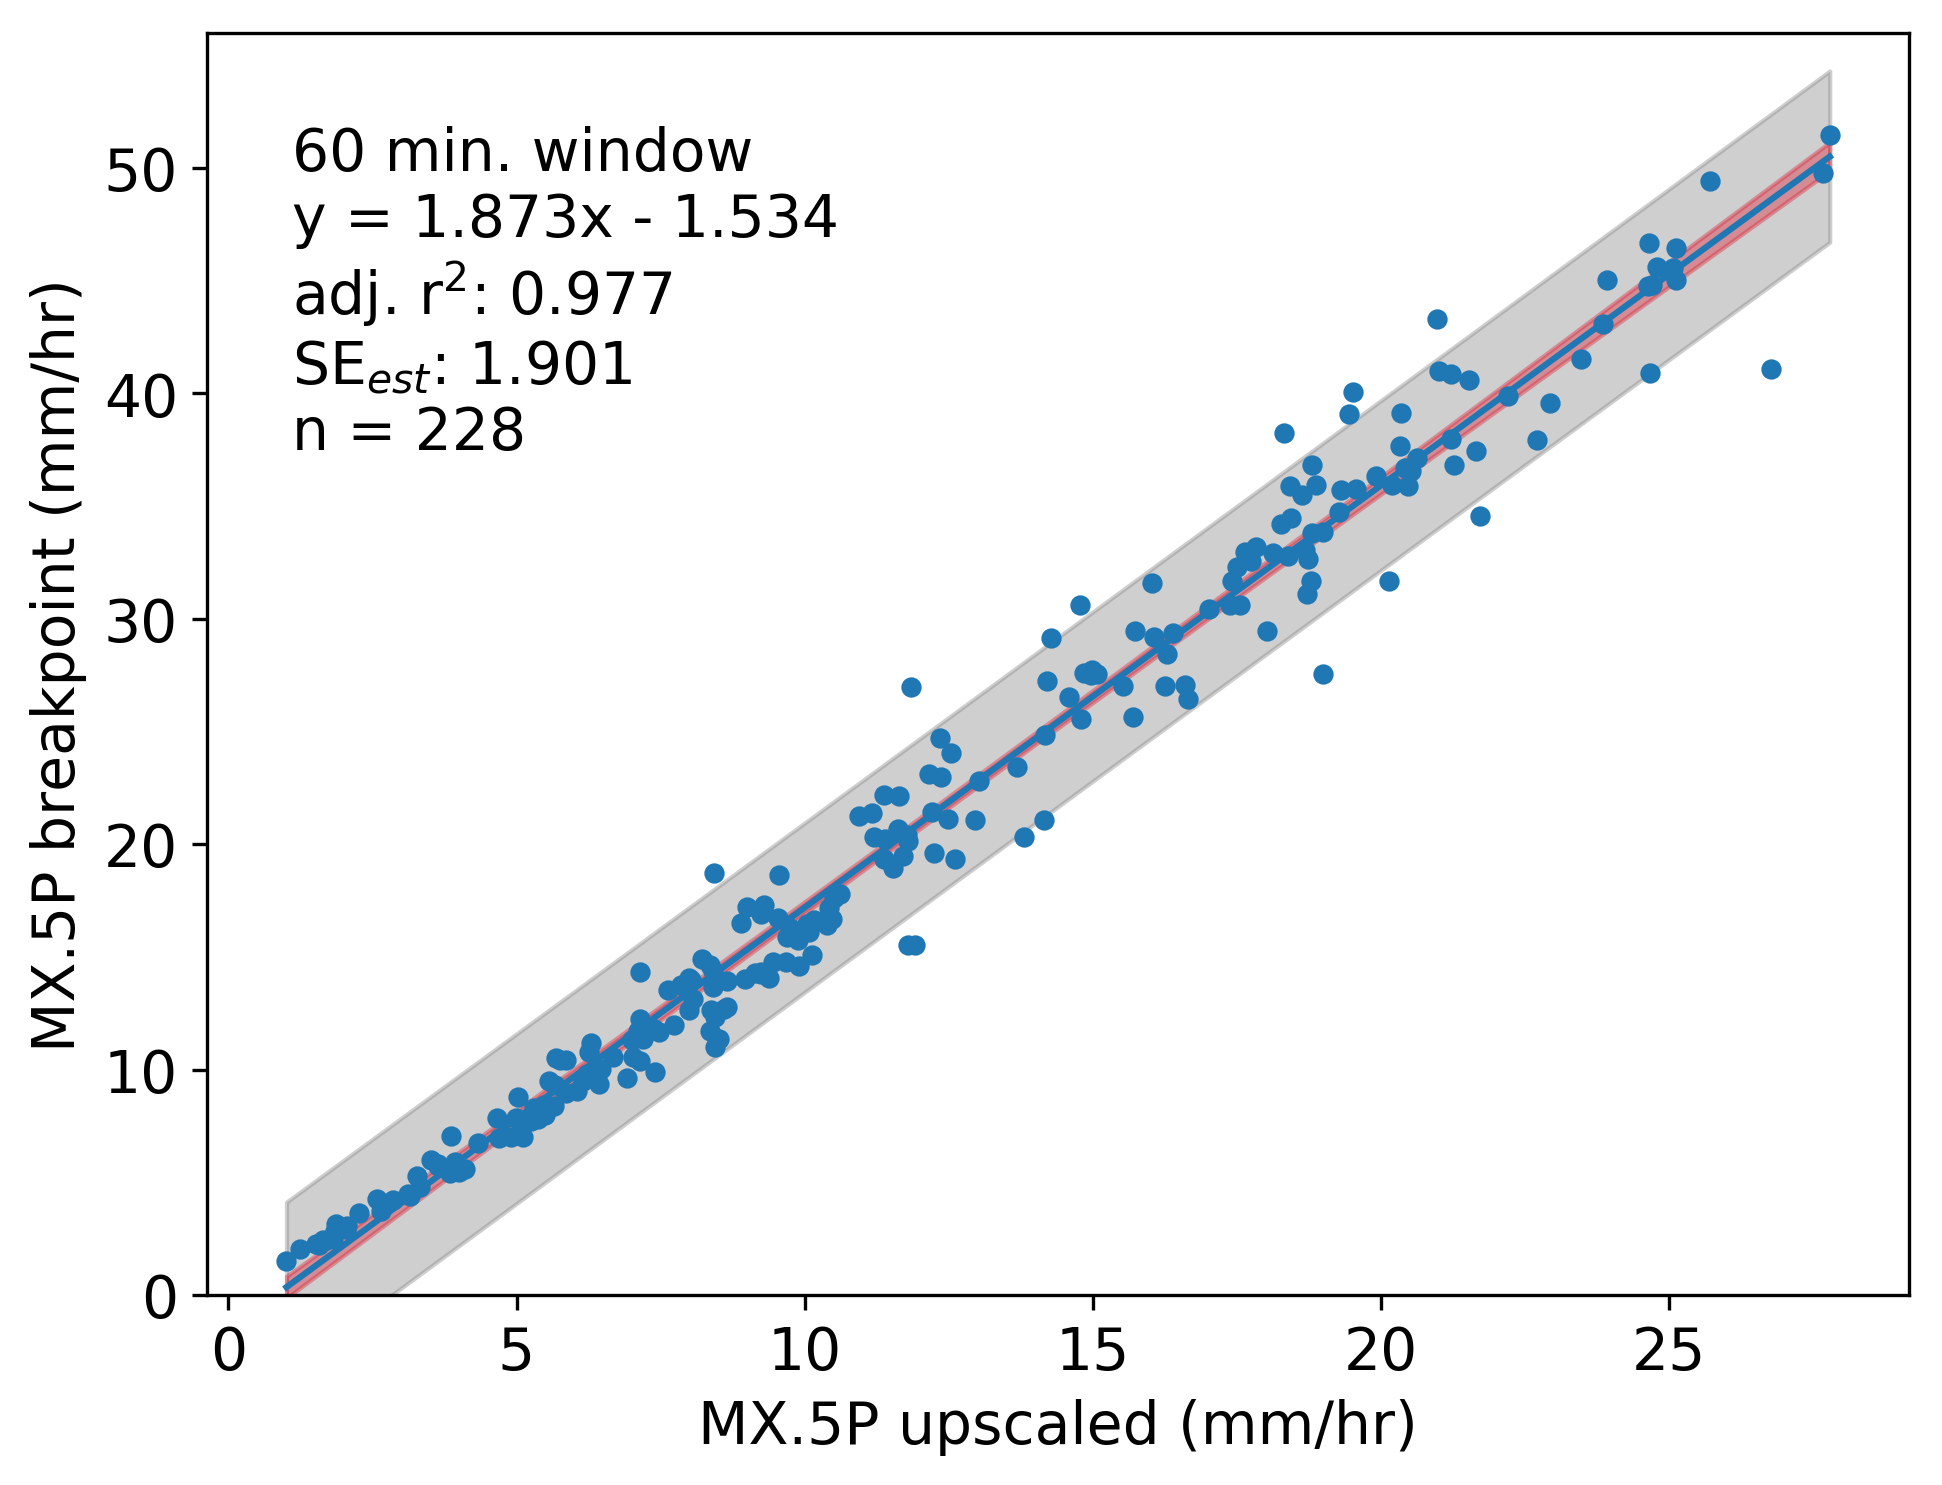 60 min. window
y = 1.873x - 1.534
adj. r²: 0.977
SEest: 1.901
n = 228
MX.5P breakpoint (mm/hr)
50
40
30
20
10
0
0 5 10 15 20 25
MX.5P upscaled (mm/hr)